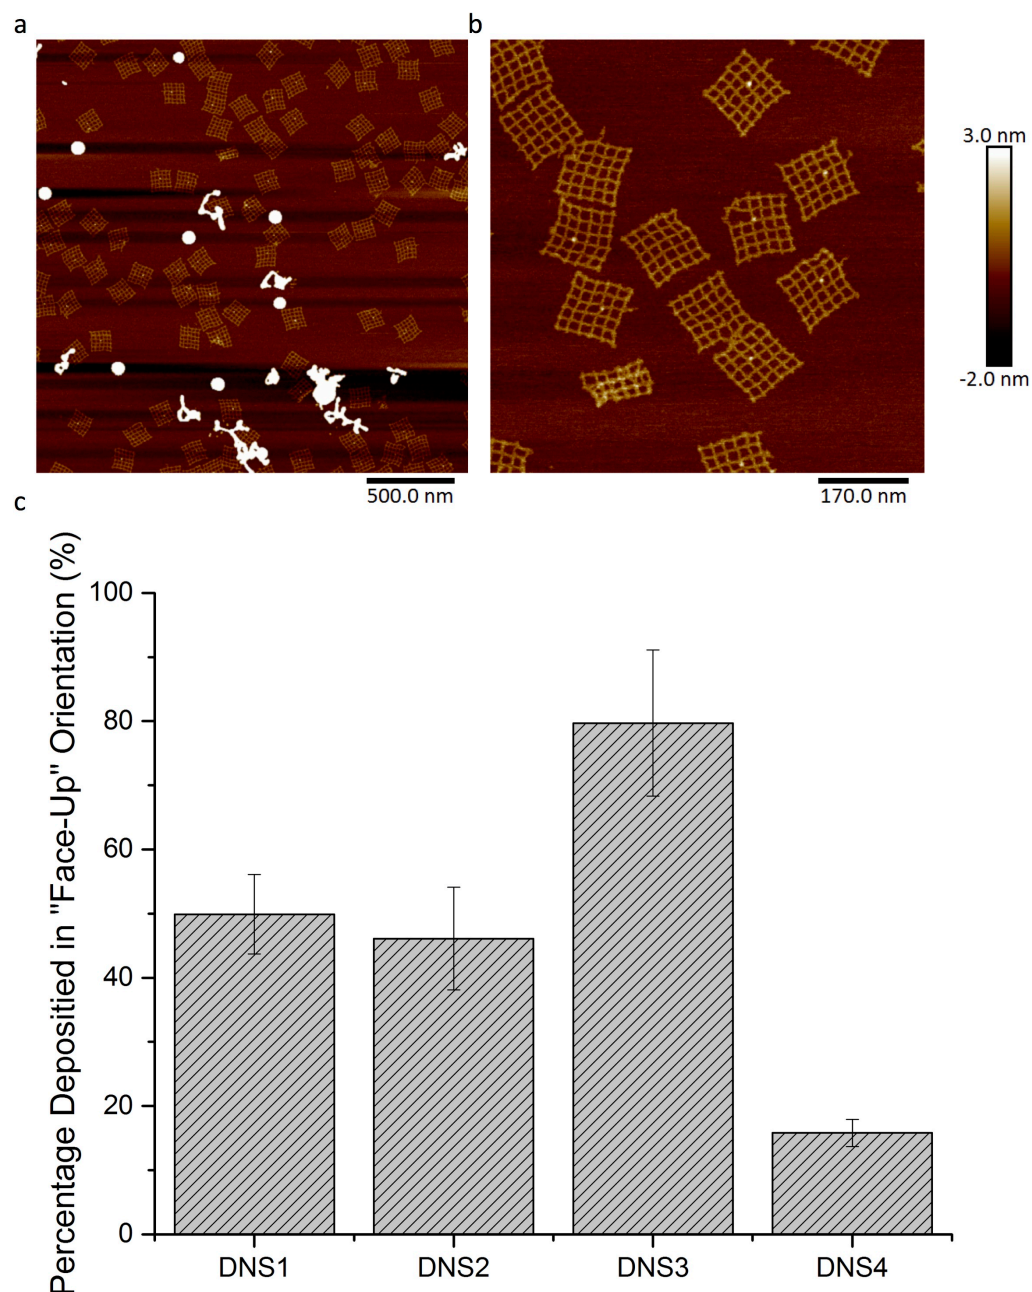 a
b
3.0 nm
-2.0 nm
500.0 nm
170.0 nm
c
Percentage Depositied in "Face-Up" Orientation (%)
100
80
60
40
20
0
DNS1
DNS2
DNS3
DNS4